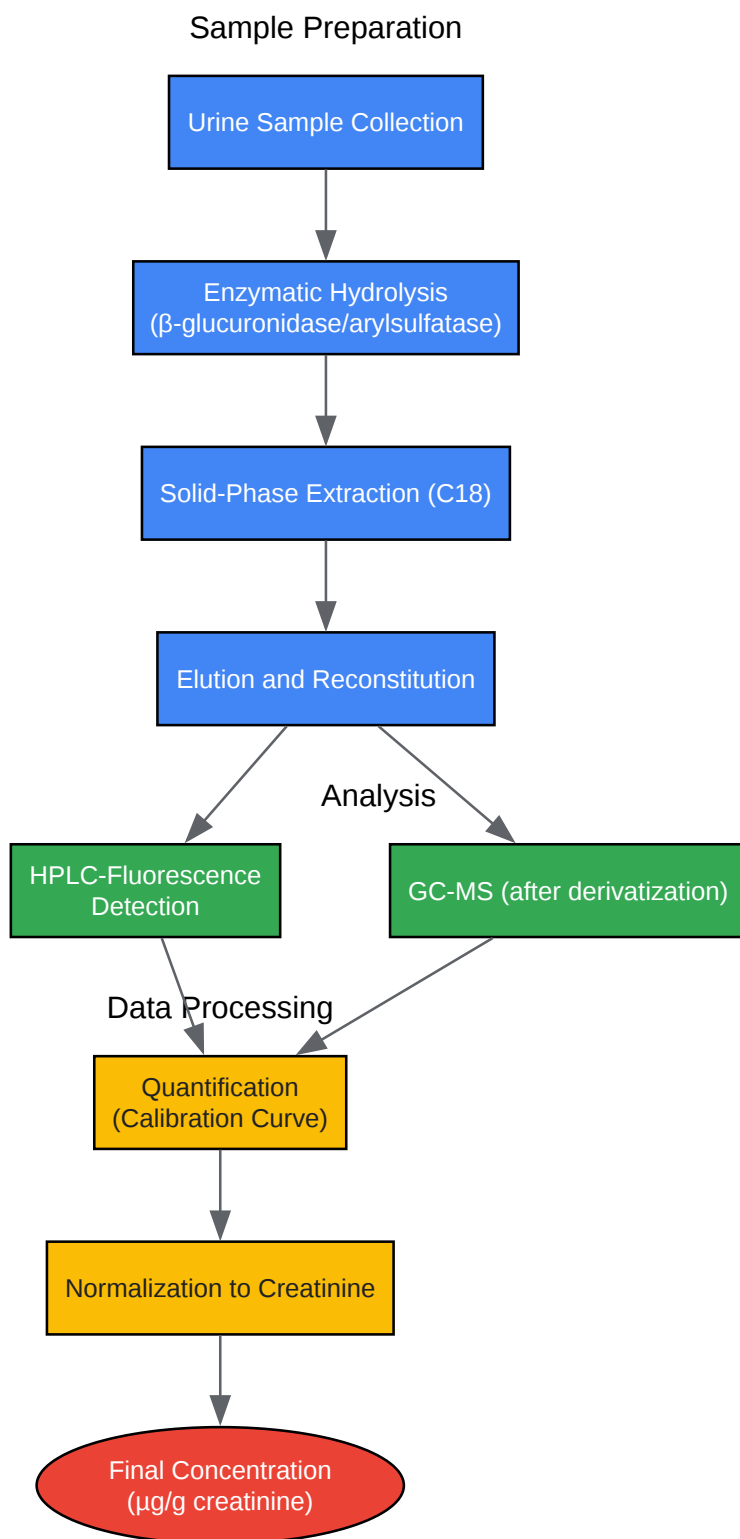 Sample Preparation
Urine Sample Collection
Enzymatic Hydrolysis
(β-glucuronidase/arylsulfatase)
Solid-Phase Extraction (C18)
Elution and Reconstitution
Analysis
HPLC-Fluorescence
Detection
GC-MS (after derivatization)
Data Processing
Quantification
(Calibration Curve)
Normalization to Creatinine
Final Concentration
(µg/g creatinine)